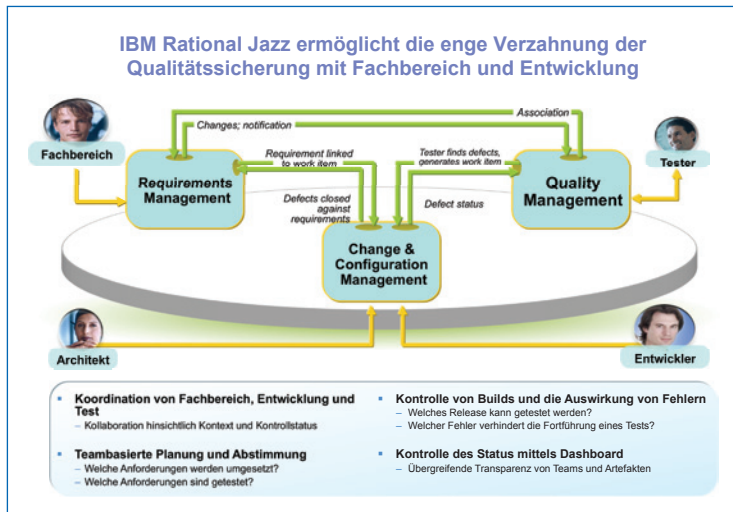 IBM Rational Jazz ermöglicht die enge Verzahnung der
Qualitätssicherung mit Fachbereich und Entwicklung
Association
Changes; notification
Fachbereich
Requirement linked
to work item
Tester finds defects,
generates work item
Tester
Requirements
Management
Quality
Management
Defects closed
against
requirements
Defect status
Change &
Configuration
Management
Architekt
Entwickler
▪ Koordination von Fachbereich, Entwicklung und
Test
– Kollaboration hinsichtlich Kontext und Kontrollstatus
▪ Teambasierte Planung und Abstimmung
– Welche Anforderungen werden umgesetzt?
– Welche Anforderungen sind getestet?
▪ Kontrolle von Builds und die Auswirkung von Fehlern
– Welches Release kann getestet werden?
– Welcher Fehler verhindert die Fortführung eines Tests?
▪ Kontrolle des Status mittels Dashboard
– Übergreifende Transparenz von Teams und Artefakten